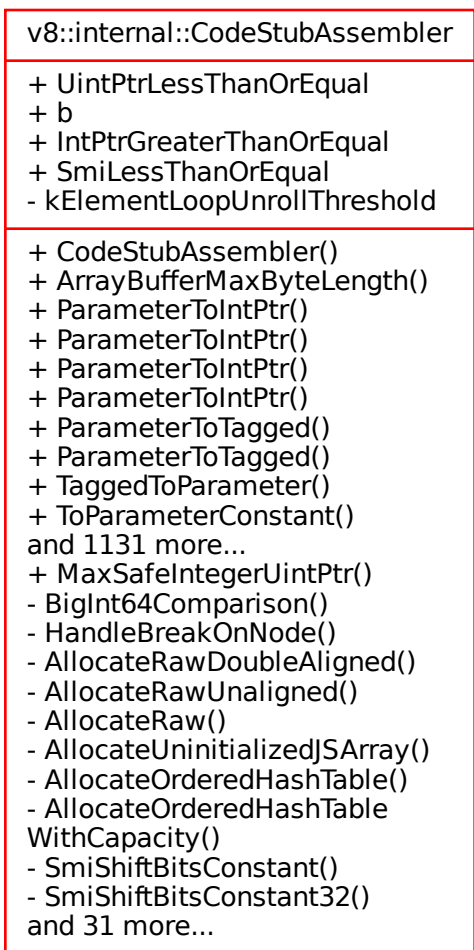 v8::internal::CodeStubAssembler
+ UintPtrLessThanOrEqual
+ b
+ IntPtrGreaterThanOrEqual
+ SmiLessThanOrEqual
- kElementLoopUnrollThreshold
+ CodeStubAssembler()
+ ArrayBufferMaxByteLength()
+ ParameterToIntPtr()
+ ParameterToIntPtr()
+ ParameterToIntPtr()
+ ParameterToIntPtr()
+ ParameterToTagged()
+ ParameterToTagged()
+ TaggedToParameter()
+ ToParameterConstant()
and 1131 more...
+ MaxSafeIntegerUintPtr()
- BigInt64Comparison()
- HandleBreakOnNode()
- AllocateRawDoubleAligned()
- AllocateRawUnaligned()
- AllocateRaw()
- AllocateUninitializedJSArray()
- AllocateOrderedHashTable()
- AllocateOrderedHashTable
WithCapacity()
- SmiShiftBitsConstant()
- SmiShiftBitsConstant32()
and 31 more...